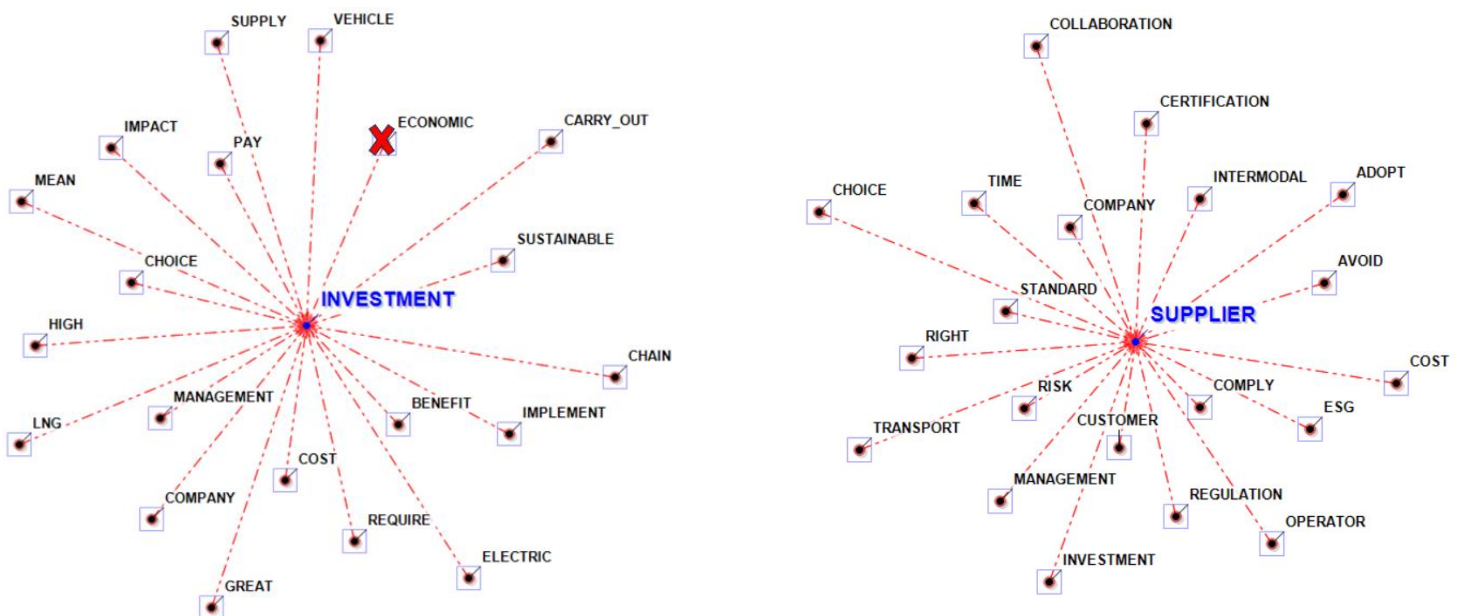 SUPPLY
VEHICLE
ECONOMIC
IMPACT
PAY
CARRY_OUT
MEAN
SUSTAINABLE
CHOICE
INVESTMENT
HIGH
CHAIN
MANAGEMENT
BENEFIT
IMPLEMENT
LNG
COST
COMPANY
REQUIRE
ELECTRIC
GREAT
COLLABORATION
CERTIFICATION
INTERMODAL
ADOPT
TIME
CHOICE
COMPANY
AVOID
STANDARD
SUPPLIER
RIGHT
COST
RISK
COMPLY
ESG
CUSTOMER
TRANSPORT
MANAGEMENT
REGULATION
OPERATOR
INVESTMENT